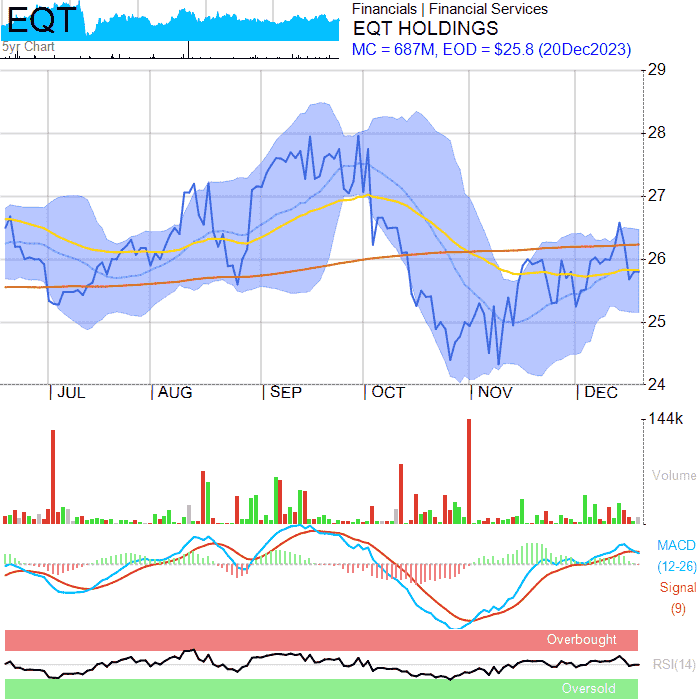 EQT
5yr Chart
Financials | Financial Services
EQT HOLDINGS
MC = 687M, EOD = $25.8 (20Dec2023)
29
28
27
26
25
24
| JUL | AUG | SEP | OCT | NOV | DEC
144k
Volume
MACD
(12-26)
Signal
(9)
Overbought
RSI(14)
Oversold